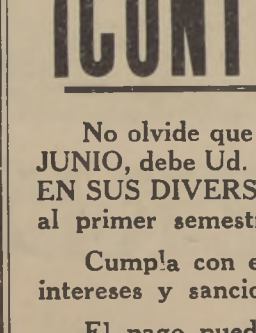 ¡CONT
No olvide que
JUNIO, debe Ud.
EN SUS DIVERS
al primer semest
Cumpla con e
intereses y sancio
El pago pued